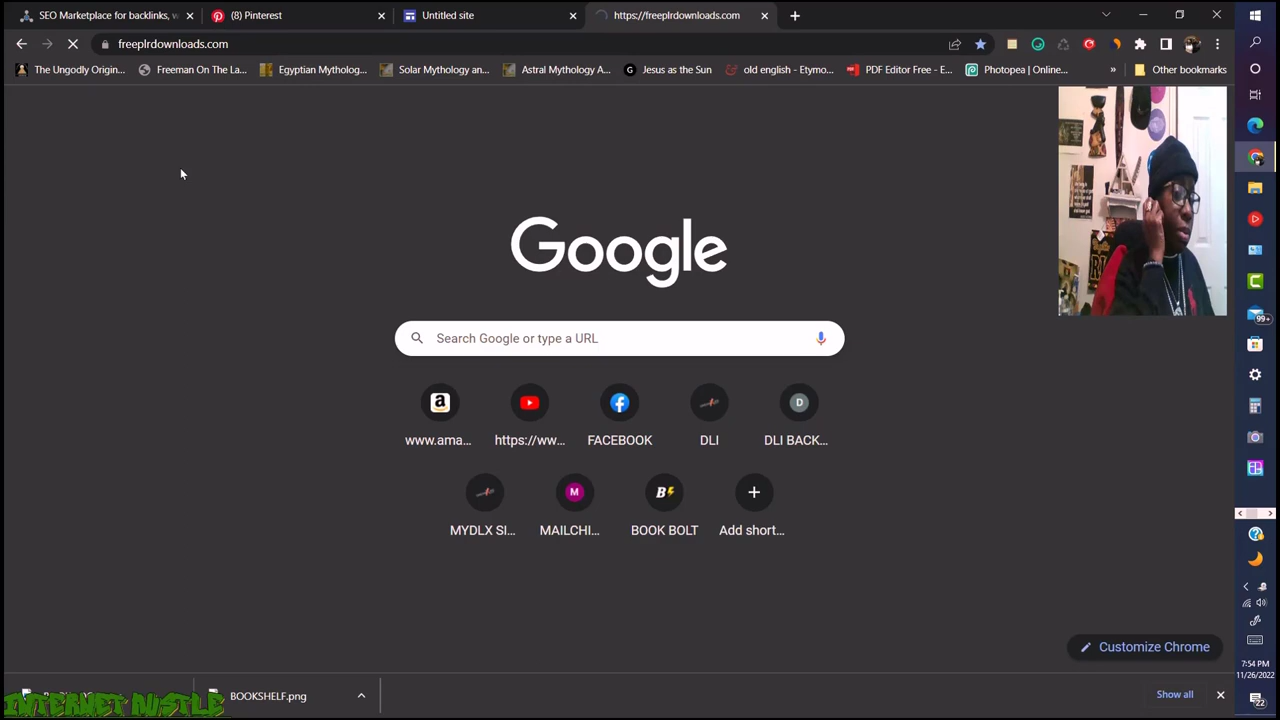 SEO Marketplace for backlinks, w
(8) Pinterest
Untitled site
https://freeplrdownloads.com
freeplrdownloads.com
The Ungodly Origin...
Freeman On The La...
Egyptian Mytholog...
Solar Mythology an...
Astral Mythology A...
Jesus as the Sun
old english - Etymo...
PDF Editor Free - E...
Photopea | Online...
»
Other bookmarks
Google
Search Google or type a URL
www.ama...
https://ww...
FACEBOOK
DLI
DLI BACK...
MYDLX SI...
MAILCHI...
BOOK BOLT
Add short...
Customize Chrome
99+
7:54 PM
11/26/2022
22
BOOKSHELF.png
Show all
INTERNET HUSTLE